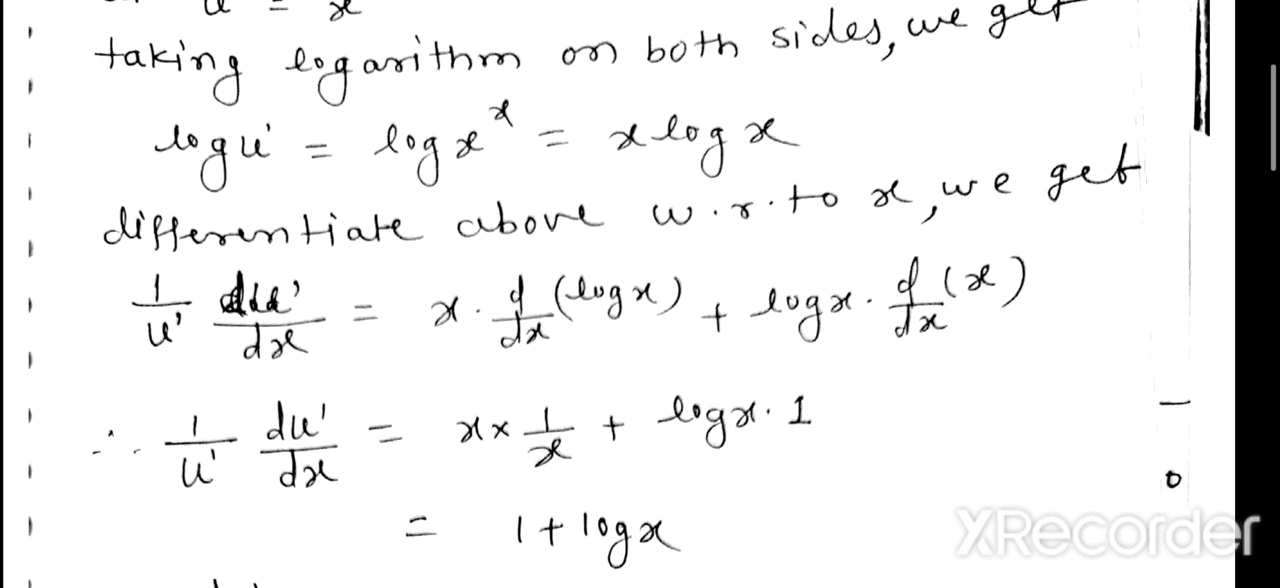 u = x
taking logarithm on both sides, we get
log u' = log x^x = x log x
differentiate above w.r.to x, we get
1/u' du'/dx = x . d/dx (log x) + log x . d/dx (x)
∴ 1/u' du'/dx = x × 1/x + log x . 1
= 1 + log x
XRecorder